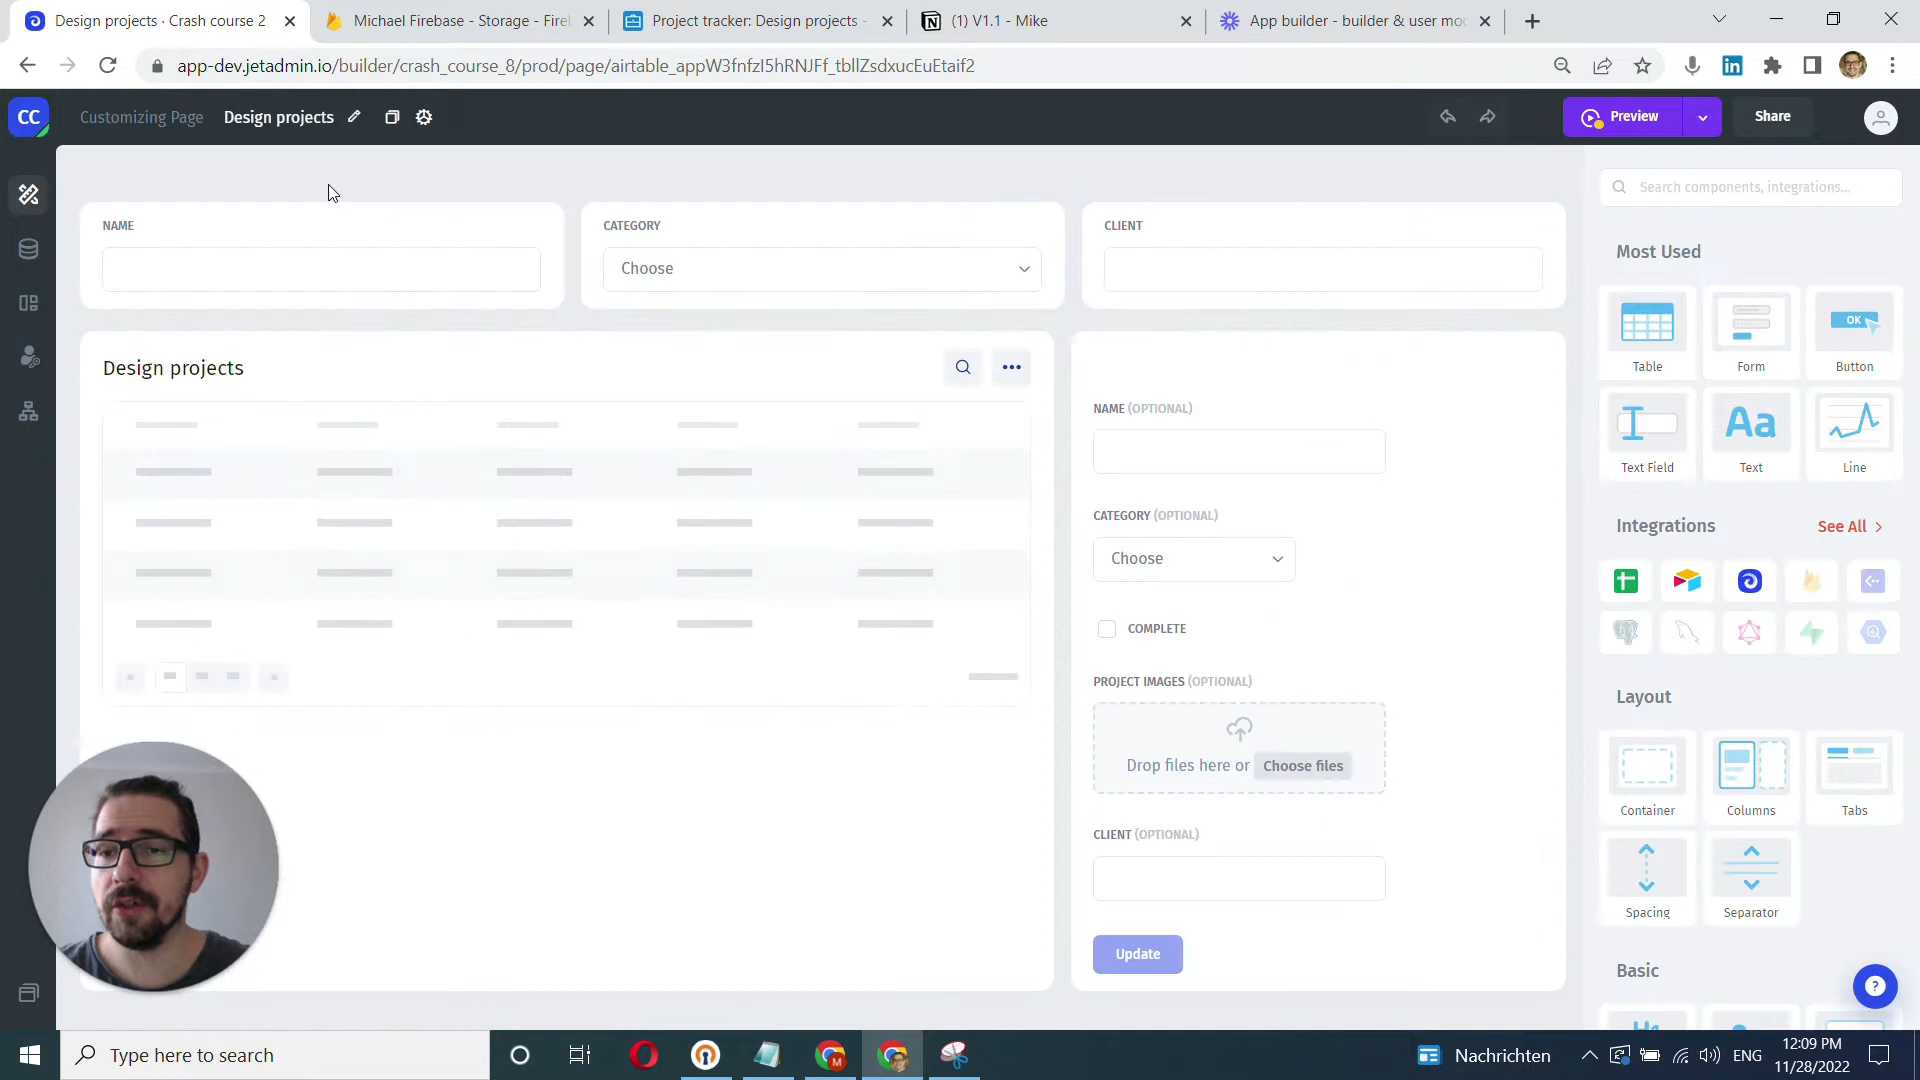 Design projects · Crash course 2
Michael Firebase - Storage - Fire
Project tracker: Design projects -
(1) V1.1 - Mike
App builder - builder & user mo
app-dev.jetadmin.io/builder/crash_course_8/prod/page/airtable_appW3fnfzI5hRNJFf_tbllZsdxucEuEtaif2
CC
Customizing Page
Design projects
Preview
Share
NAME
CATEGORY
CLIENT
Choose
Search components, integrations...
Most Used
Design projects
Table
Form
OK
Button
Text Field
Aa
Text
Line
NAME (OPTIONAL)
CATEGORY (OPTIONAL)
Choose
COMPLETE
PROJECT IMAGES (OPTIONAL)
Drop files here or Choose files
CLIENT (OPTIONAL)
Update
Integrations
See All >
Layout
Container
Columns
Tabs
Spacing
Separator
Basic
Type here to search
Nachrichten
ENG
12:09 PM
11/28/2022